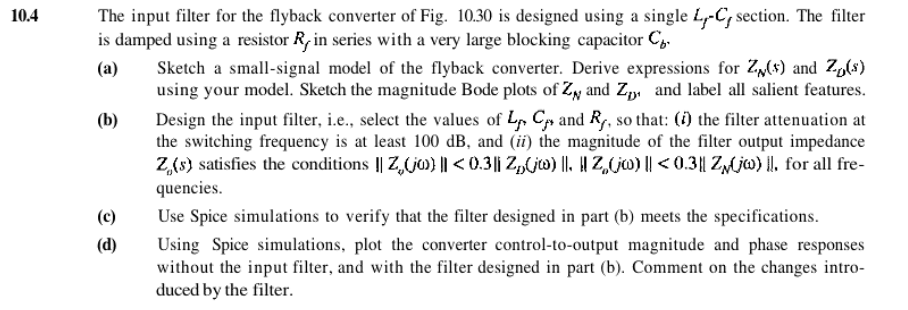 10.4 The input filter for the flyback converter of Fig. 10.30 is designed using a single L_f-C_f section. The filter
is damped using a resistor R_f in series with a very large blocking capacitor C_b.
(a) Sketch a small-signal model of the flyback converter. Derive expressions for Z_N(s) and Z_D(s)
using your model. Sketch the magnitude Bode plots of Z_N and Z_D, and label all salient features.
(b) Design the input filter, i.e., select the values of L_f, C_f, and R_f, so that: (i) the filter attenuation at
the switching frequency is at least 100 dB, and (ii) the magnitude of the filter output impedance
Z_o(s) satisfies the conditions || Z_o(jω) || < 0.3|| Z_D(jω) ||, || Z_o(jω) || < 0.3|| Z_N(jω) ||, for all fre-
quencies.
(c) Use Spice simulations to verify that the filter designed in part (b) meets the specifications.
(d) Using Spice simulations, plot the converter control-to-output magnitude and phase responses
without the input filter, and with the filter designed in part (b). Comment on the changes intro-
duced by the filter.